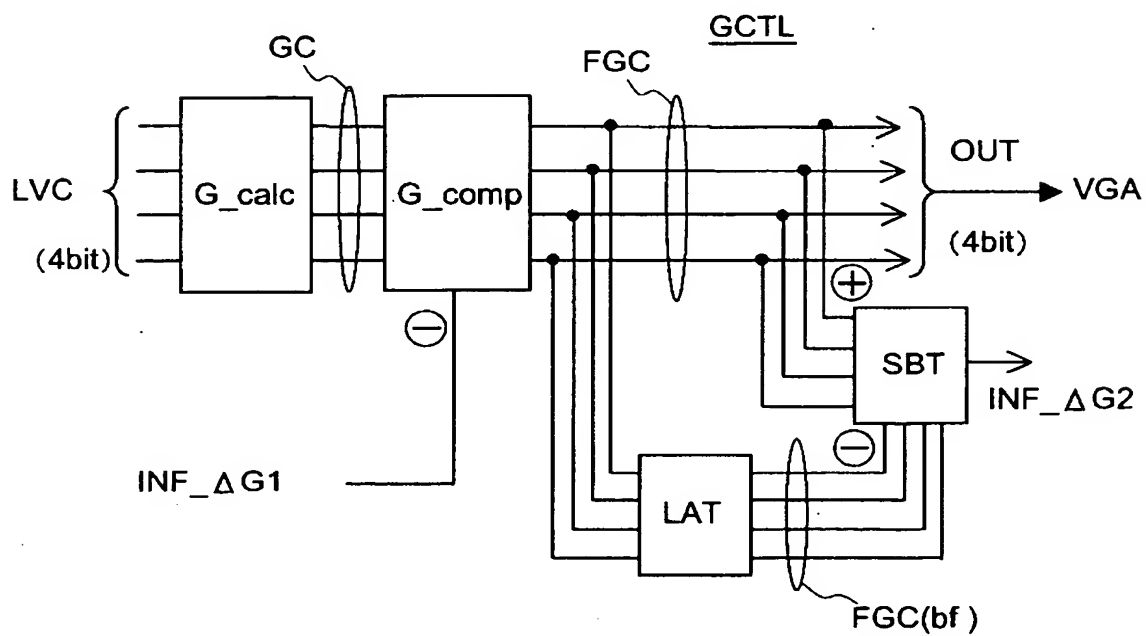 GCTL
GC
FGC
LVC
(4bit)
G_calc
G_comp
OUT
(4bit)
VGA
−
+
SBT
INF_ΔG2
−
INF_ΔG1
LAT
FGC(bf)